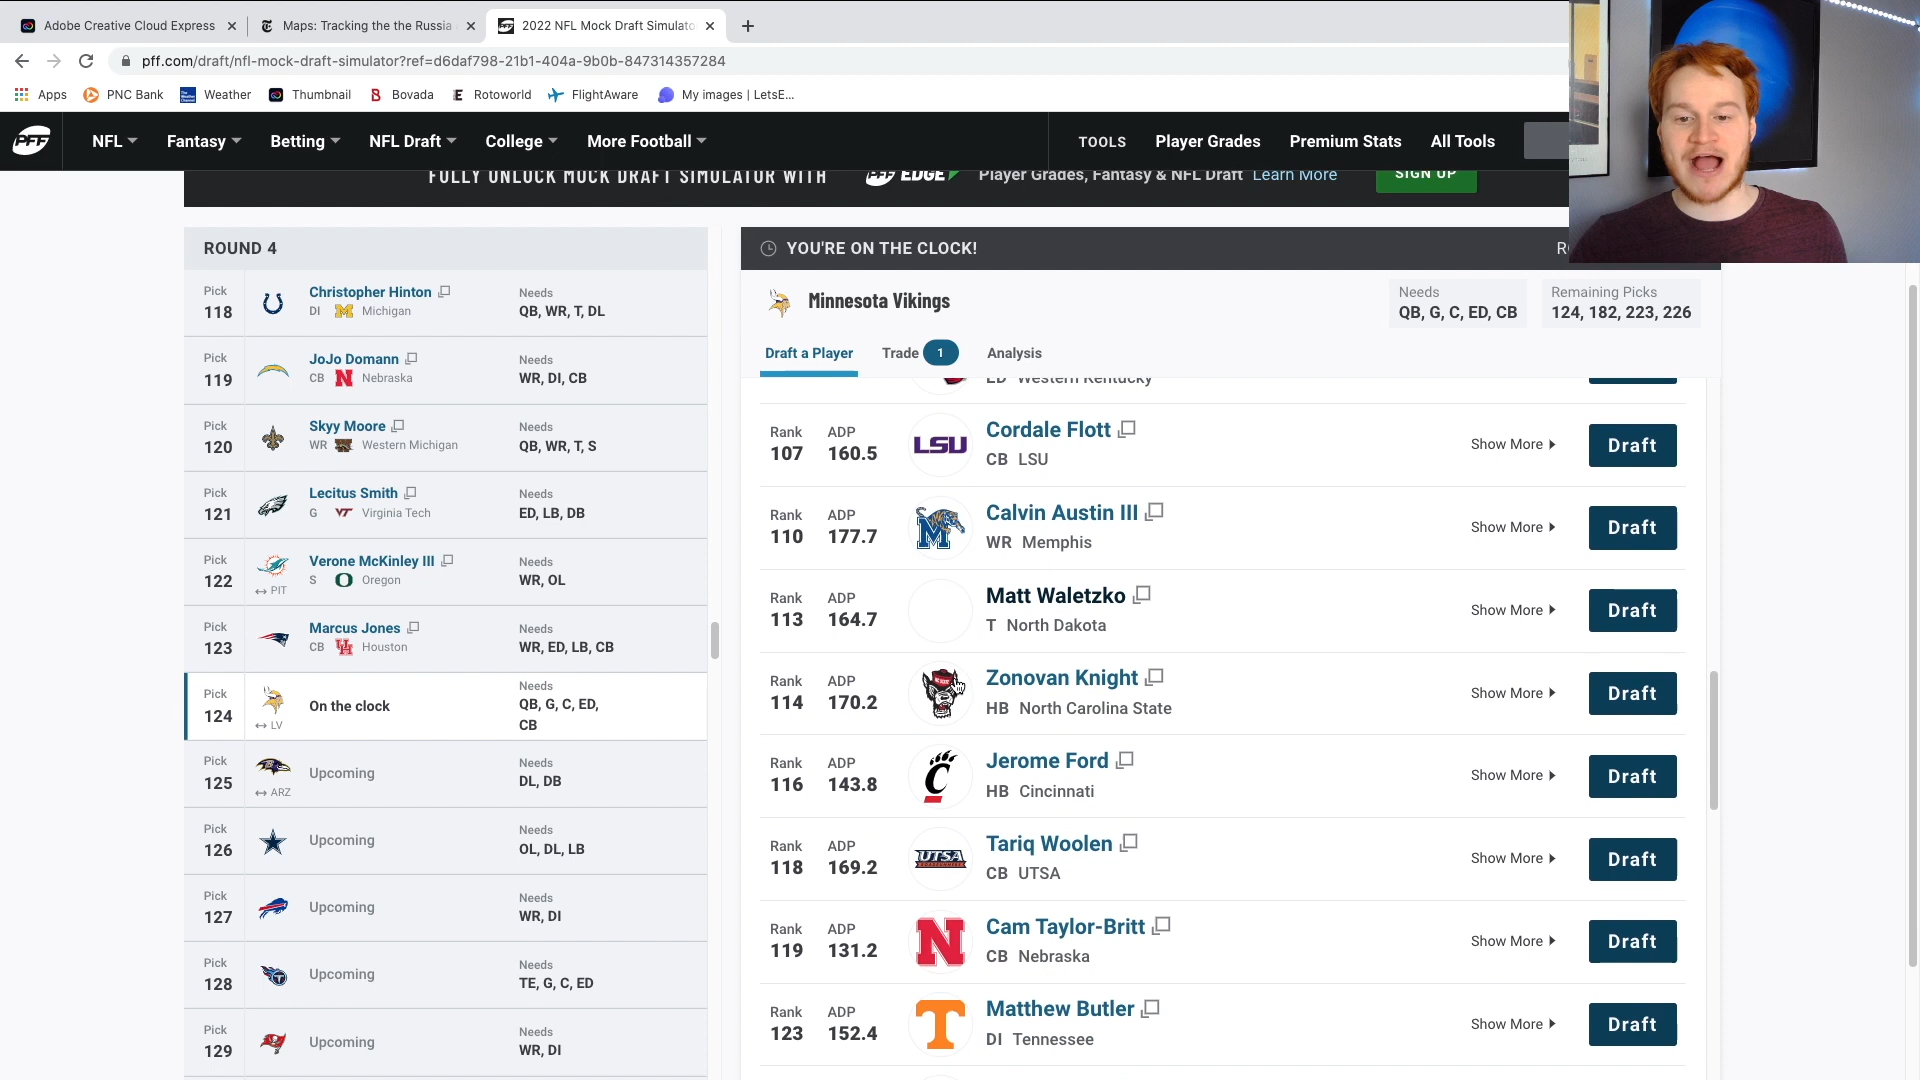 Adobe Creative Cloud Express
Maps: Tracking the the Russia
2022 NFL Mock Draft Simulato
pff.com/draft/nfl-mock-draft-simulator?ref=d6daf798-21b1-404a-9b0b-847314357284
Apps PNC Bank Weather Thumbnail Bovada Rotoworld FlightAware My images | LetsE...
PFF NFL Fantasy Betting NFL Draft College More Football TOOLS Player Grades Premium Stats All Tools
FULLY UNLOCK MOCK DRAFT SIMULATOR WITH PFF EDGE Player Grades, Fantasy & NFL Draft Learn More SIGN UP
ROUND 4
Pick 118 Christopher Hinton Needs
DI Michigan QB, WR, T, DL
Pick 119 JoJo Domann Needs
CB Nebraska WR, DI, CB
Pick 120 Skyy Moore Needs
WR Western Michigan QB, WR, T, S
Pick 121 Lecitus Smith Needs
G Virginia Tech ED, LB, DB
Pick 122 Verone McKinley III Needs
↔ PIT S Oregon WR, OL
Pick 123 Marcus Jones Needs
CB Houston WR, ED, LB, CB
Pick 124 On the clock Needs
↔ LV QB, G, C, ED,
CB
Pick 125 Upcoming Needs
↔ ARZ DL, DB
Pick 126 Upcoming Needs
OL, DL, LB
Pick 127 Upcoming Needs
WR, DI
Pick 128 Upcoming Needs
TE, G, C, ED
Pick 129 Upcoming Needs
WR, DI
YOU'RE ON THE CLOCK!
Minnesota Vikings
Needs
QB, G, C, ED, CB
Remaining Picks
124, 182, 223, 226
Draft a Player Trade 1 Analysis
ED Western Kentucky
Rank 107 ADP 160.5 LSU Cordale Flott Show More Draft
CB LSU
Rank 110 ADP 177.7 Calvin Austin III Show More Draft
WR Memphis
Rank 113 ADP 164.7 Matt Waletzko Show More Draft
T North Dakota
Rank 114 ADP 170.2 Zonovan Knight Show More Draft
HB North Carolina State
Rank 116 ADP 143.8 Jerome Ford Show More Draft
HB Cincinnati
Rank 118 ADP 169.2 UTSA Tariq Woolen Show More Draft
CB UTSA
Rank 119 ADP 131.2 Cam Taylor-Britt Show More Draft
CB Nebraska
Rank 123 ADP 152.4 Matthew Butler Show More Draft
DI Tennessee